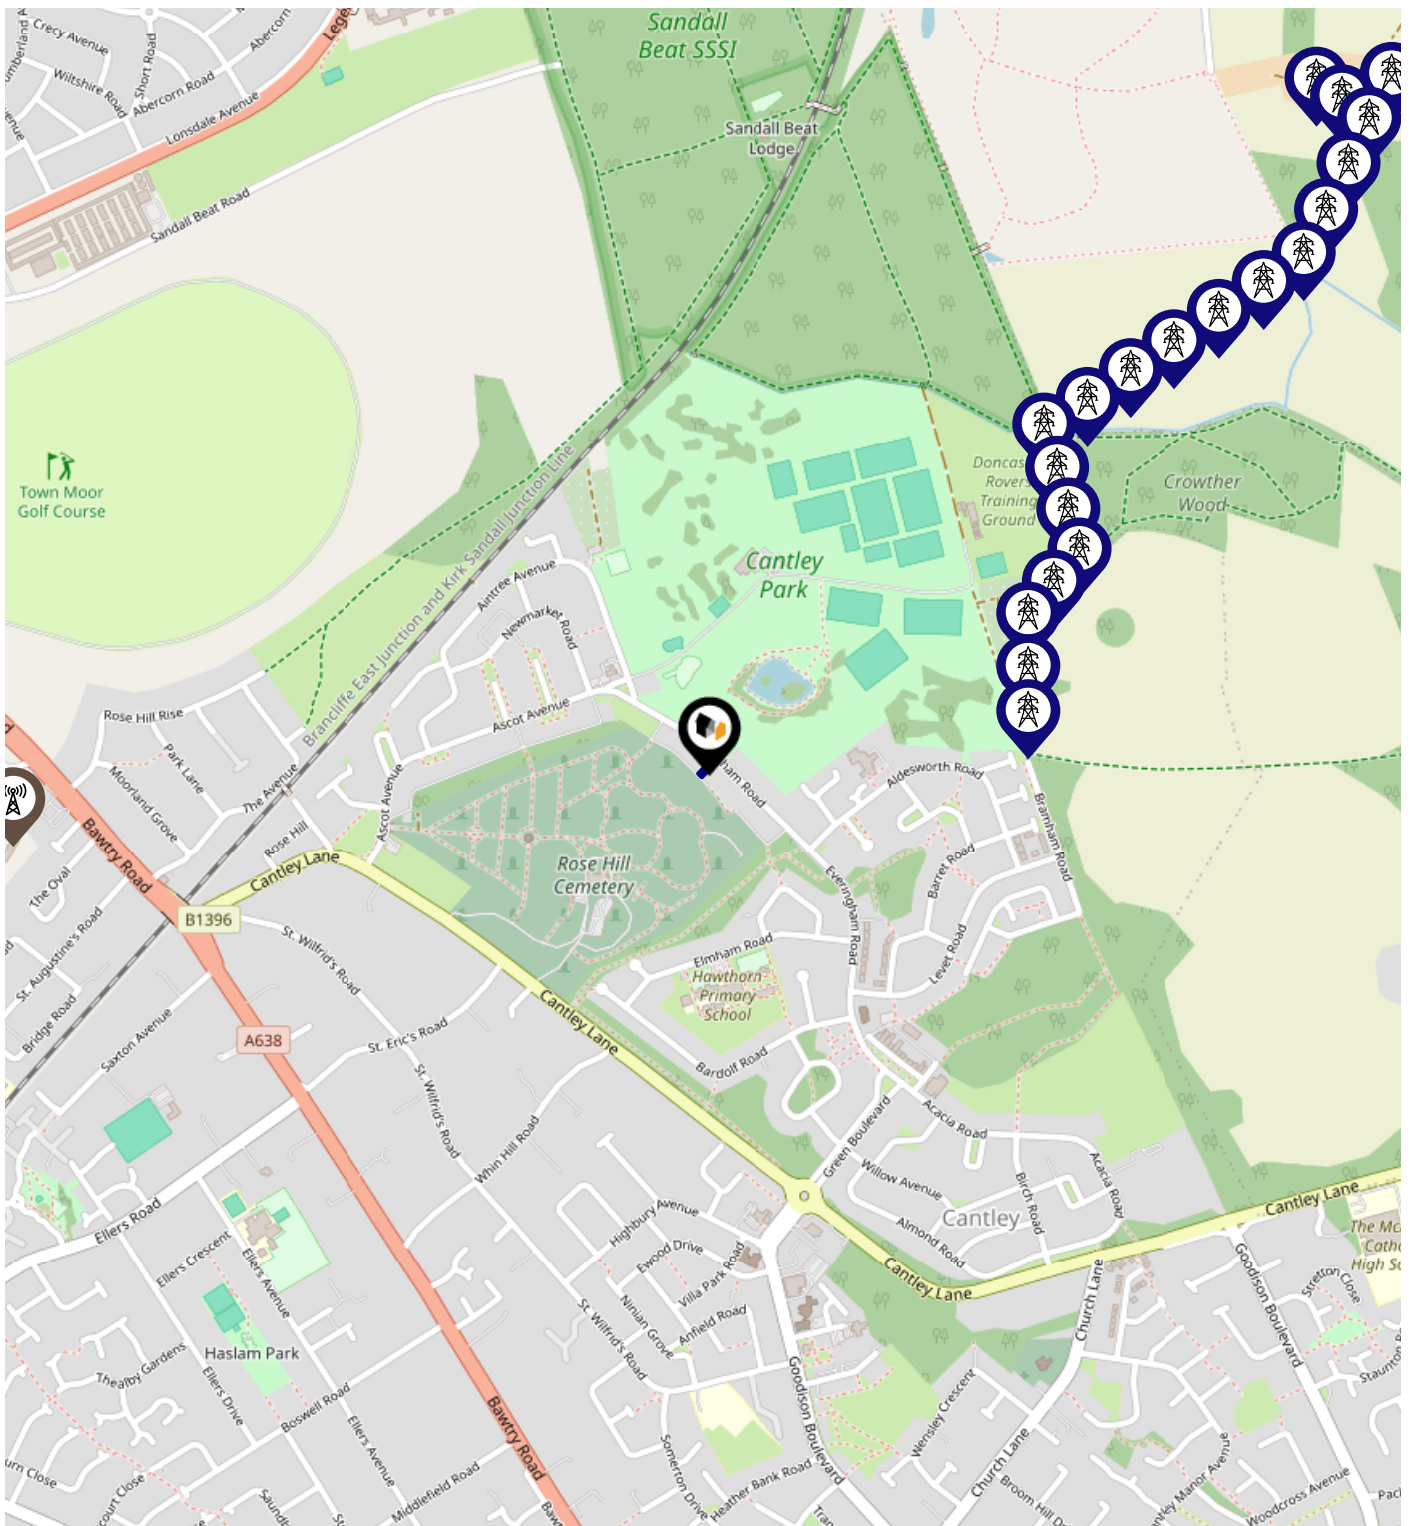 Crecy Avenue
Wiltshire Road
Short Road
Abercorn Road
Lonsdale Avenue
Sandall Beat Road
Sandall
Beat SSSI
Sandall Beat
Lodge
Town Moor
Golf Course
Brancliffe East Junction and Kirk Sandall Junction Line
Cantley
Park
Rovers
Training
Ground
Crowther
Wood
Aintree Avenue
Newmarket Road
Ascot Avenue
Ascot Avenue
Rose Hill Rise
Park Lane
Moorland Grove
The Avenue
Rose Hill
Bawtry Road
Cantley Lane
The Oval
B1396
St. Augustine's Road
Bridge Road
Saxton Avenue
A638
St. Wilfrid's Road
St. Eric's Road
St. Wilfrid's Road
Whin Hill Road
Rose Hill
Cemetery
Aldesworth Road
Bramham Road
Barret Road
Everingham Road
Levet Road
Elmham Road
Hawthorn
Primary
School
Bardolf Road
Cantley Lane
Green Boulevard
Acacia Road
Acacia Road
Willow Avenue
Birch Road
Almond Road
Cantley
Cantley Lane
Cantley Lane
Ellers Road
Ellers Crescent
Ellers Avenue
Haslam Park
Thealby Gardens
Ellers Drive
Boswell Road
Ellers Avenue
Middlefield Road
Bawtry Road
Highbury Avenue
Ewood Drive
Villa Park Road
Ninian Grove
Anfield Road
St. Wilfrid's Road
Somerton Drive
Heather Bank Road
Goodison Boulevard
Church Lane
Wensley Crescent
Church Lane
Goodison Boulevard
Stretton Close
Woodcross Avenue